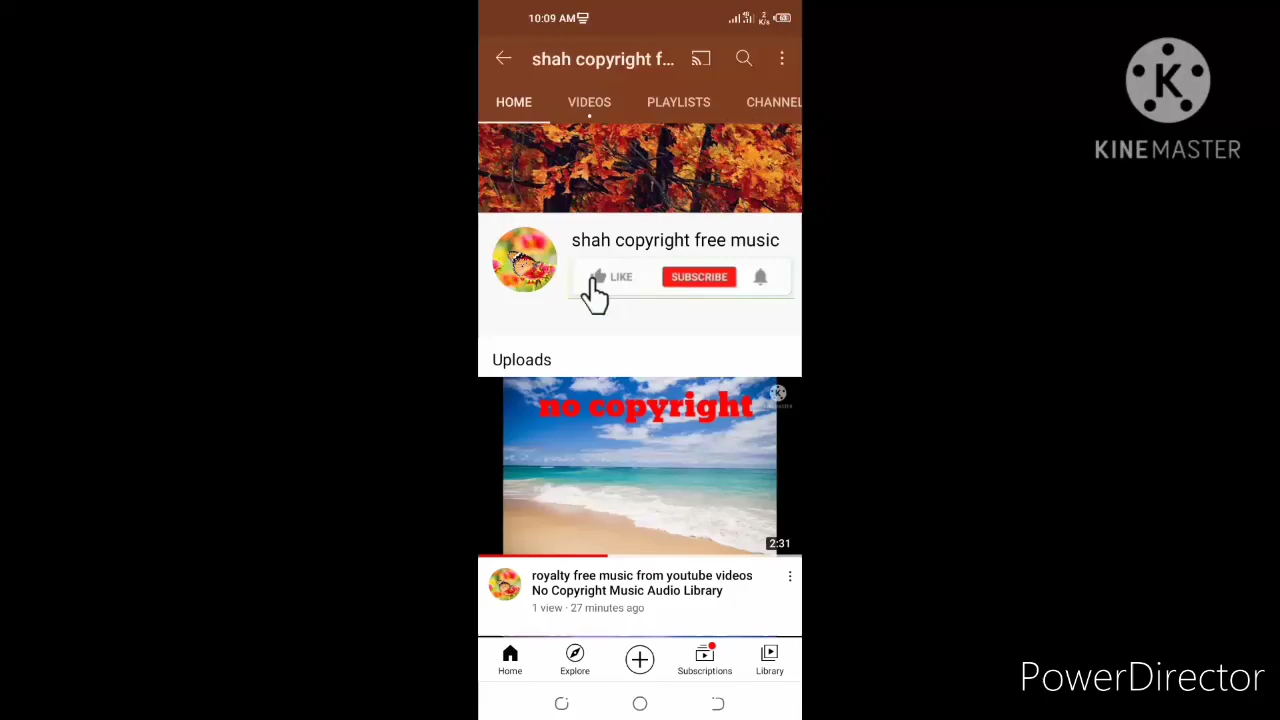 10:09 AM
shah copyright f...
HOME VIDEOS PLAYLISTS CHANNEL
K
KINEMASTER
shah copyright free music
LIKE SUBSCRIBE
Uploads
no copyright
2:31
royalty free music from youtube videos
No Copyright Music Audio Library
1 view · 27 minutes ago
Home Explore Subscriptions Library
PowerDirector